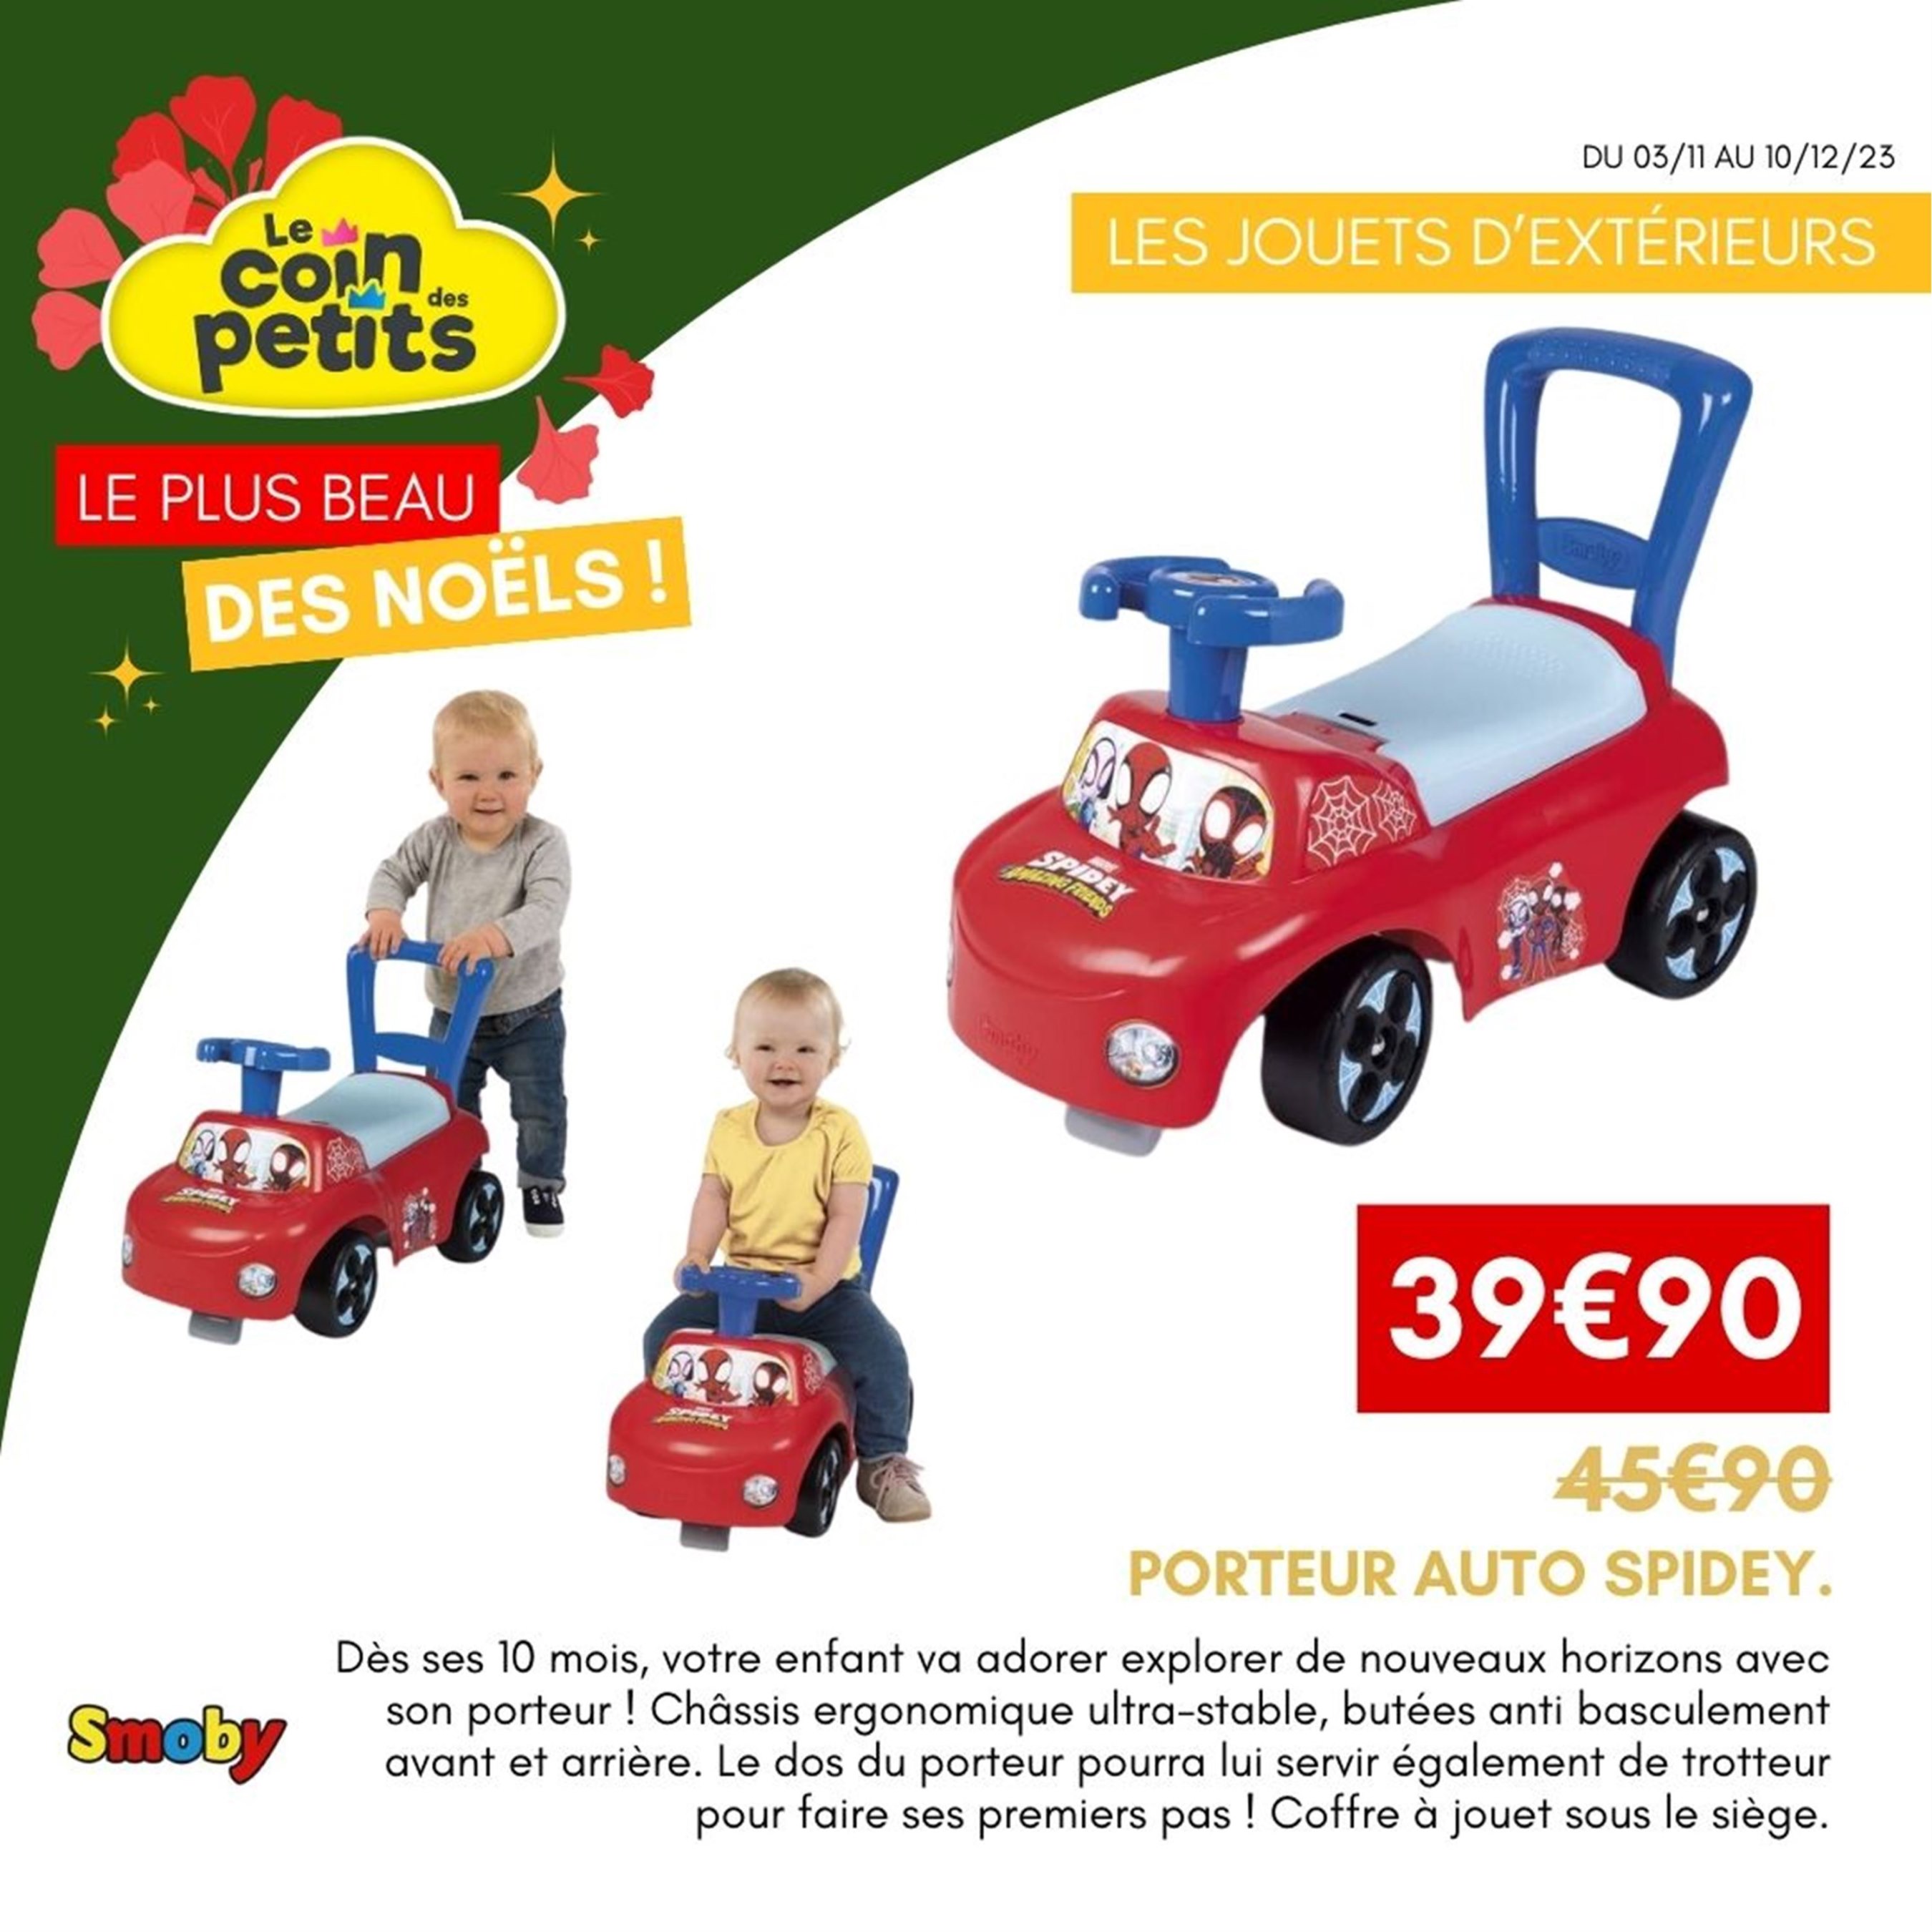 Le
coin
des
petits
LE PLUS BEAU
DES NOËLS !
DU 03/11 AU 10/12/23
LES JOUETS D'EXTÉRIEURS
SPIDEY
AMAZING FRIENDS
Smoby
39€90
45€90
PORTEUR AUTO SPIDEY.
Dès ses 10 mois, votre enfant va adorer explorer de nouveaux horizons avec
son porteur ! Châssis ergonomique ultra-stable, butées anti basculement
avant et arrière. Le dos du porteur pourra lui servir également de trotteur
pour faire ses premiers pas ! Coffre à jouet sous le siège.
Smoby